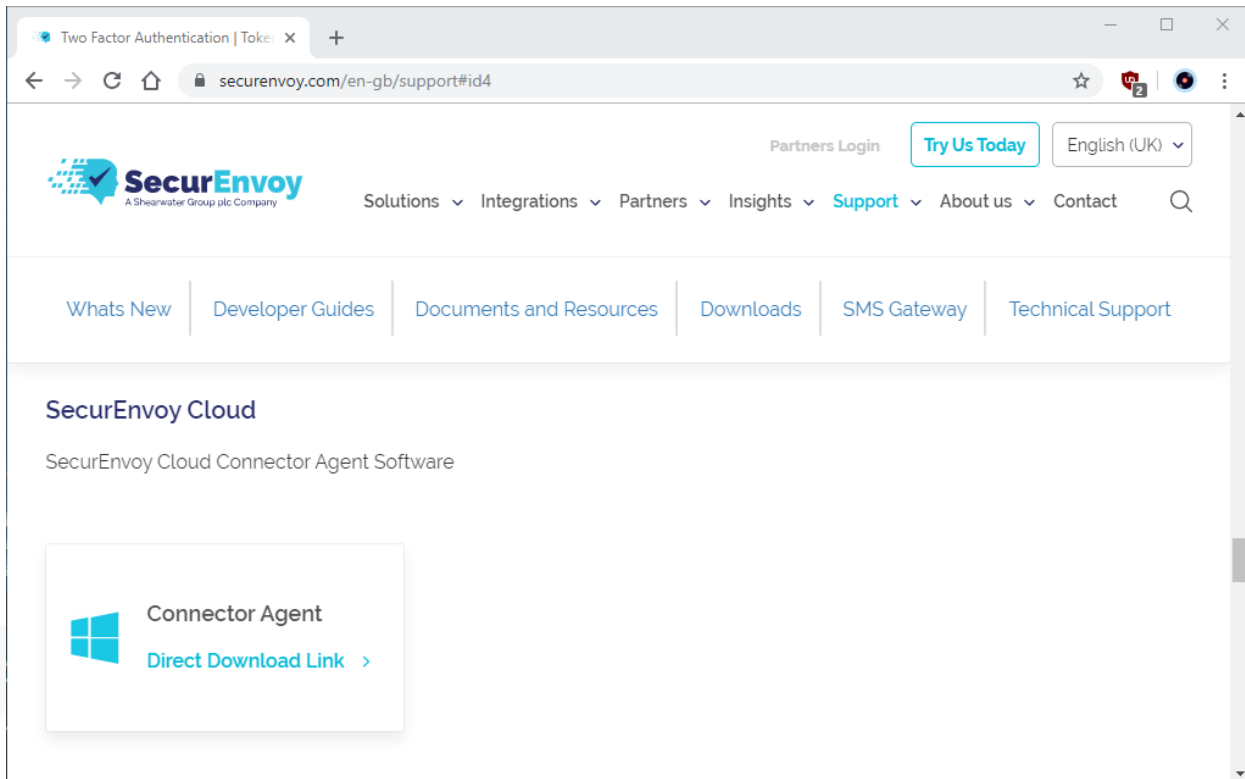 Two Factor Authentication | Toke
securenvoy.com/en-gb/support#id4
2
Partners Login Try Us Today English (UK)
SecurEnvoy
A Shearwater Group plc Company
Solutions Integrations Partners Insights Support About us Contact
Whats New Developer Guides Documents and Resources Downloads SMS Gateway Technical Support
SecurEnvoy Cloud
SecurEnvoy Cloud Connector Agent Software
Connector Agent
Direct Download Link